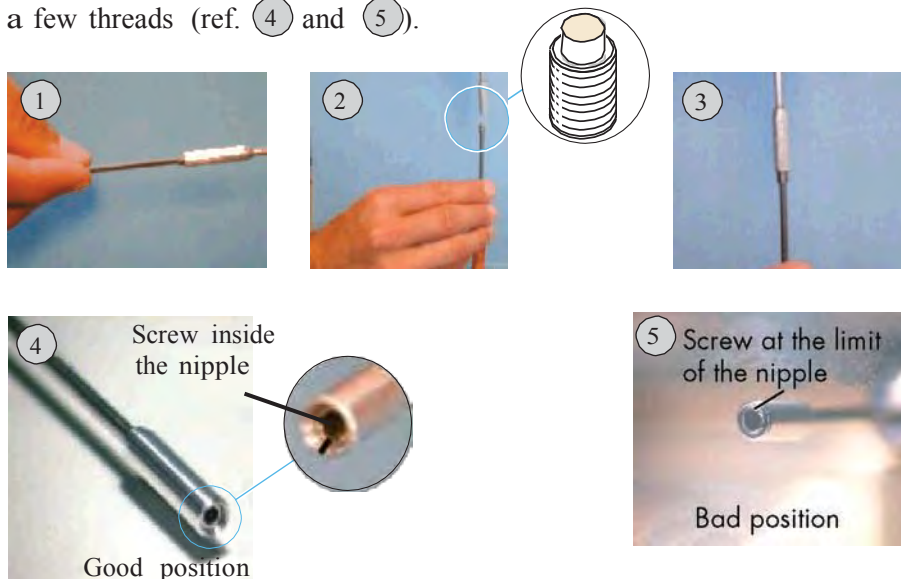 a few threads (ref. 4 and 5).
1
2
3
4
Screw inside
the nipple
Good position
5
Screw at the limit
of the nipple
Bad position